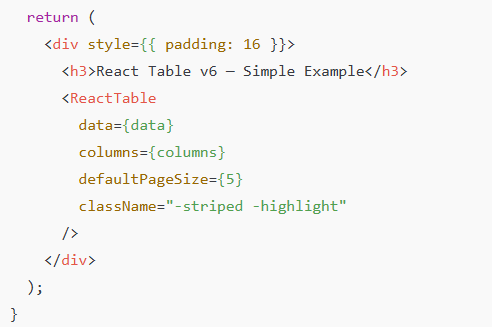 return (
<div style={{ padding: 16 }}>
<h3>React Table v6 — Simple Example</h3>
<ReactTable
data={data}
columns={columns}
defaultPageSize={5}
className="-striped -highlight"
/>
</div>
);
}